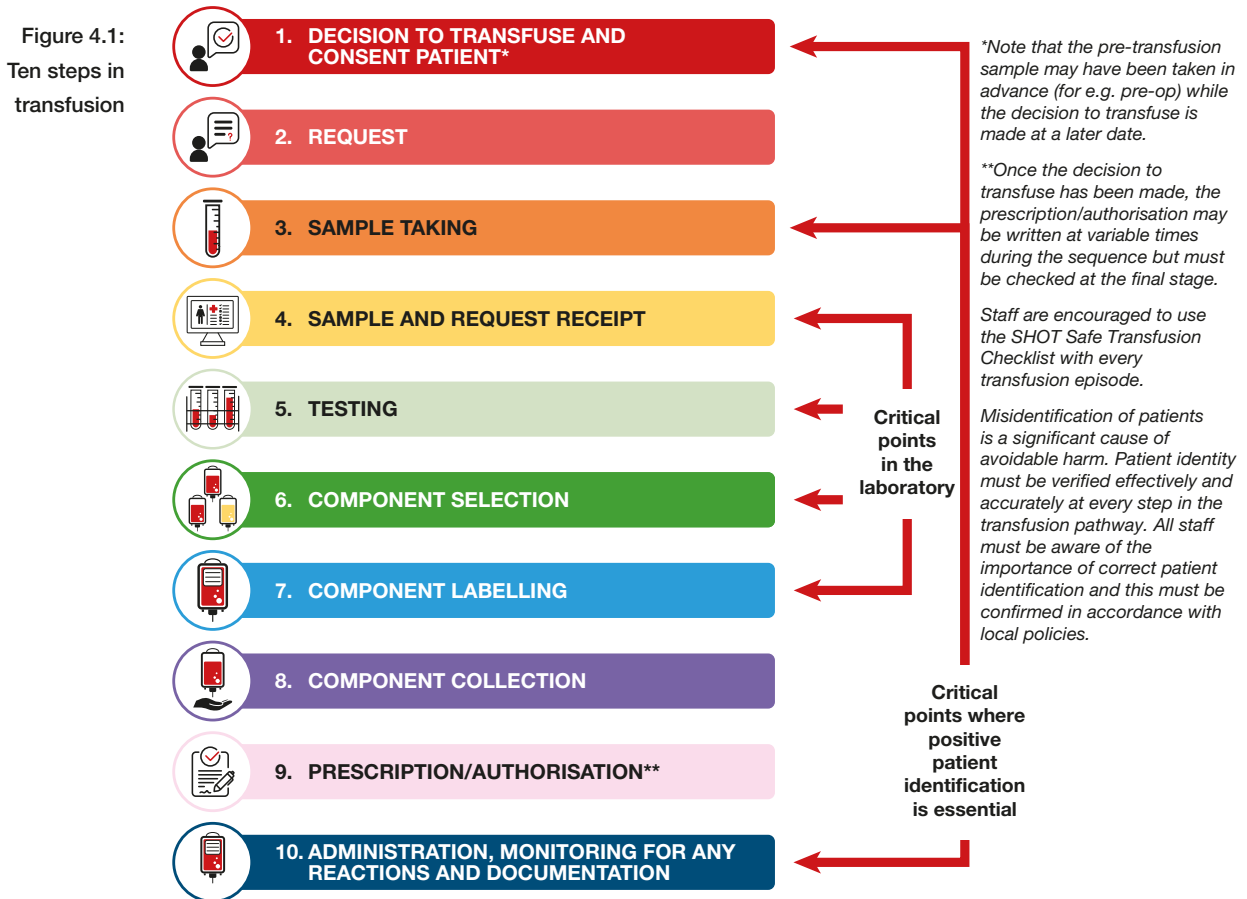 Figure 4.1:
Ten steps in
transfusion
1. DECISION TO TRANSFUSE AND
CONSENT PATIENT*
2. REQUEST
3. SAMPLE TAKING
4. SAMPLE AND REQUEST RECEIPT
5. TESTING
6. COMPONENT SELECTION
7. COMPONENT LABELLING
8. COMPONENT COLLECTION
9. PRESCRIPTION/AUTHORISATION**
10. ADMINISTRATION, MONITORING FOR ANY
REACTIONS AND DOCUMENTATION
Critical
points
in the
laboratory
Critical
points where
positive
patient
identification
is essential
*Note that the pre-transfusion
sample may have been taken in
advance (for e.g. pre-op) while
the decision to transfuse is
made at a later date.
**Once the decision to
transfuse has been made, the
prescription/authorisation may
be written at variable times
during the sequence but must
be checked at the final stage.
Staff are encouraged to use
the SHOT Safe Transfusion
Checklist with every
transfusion episode.
Misidentification of patients
is a significant cause of
avoidable harm. Patient identity
must be verified effectively and
accurately at every step in the
transfusion pathway. All staff
must be aware of the
importance of correct patient
identification and this must be
confirmed in accordance with
local policies.